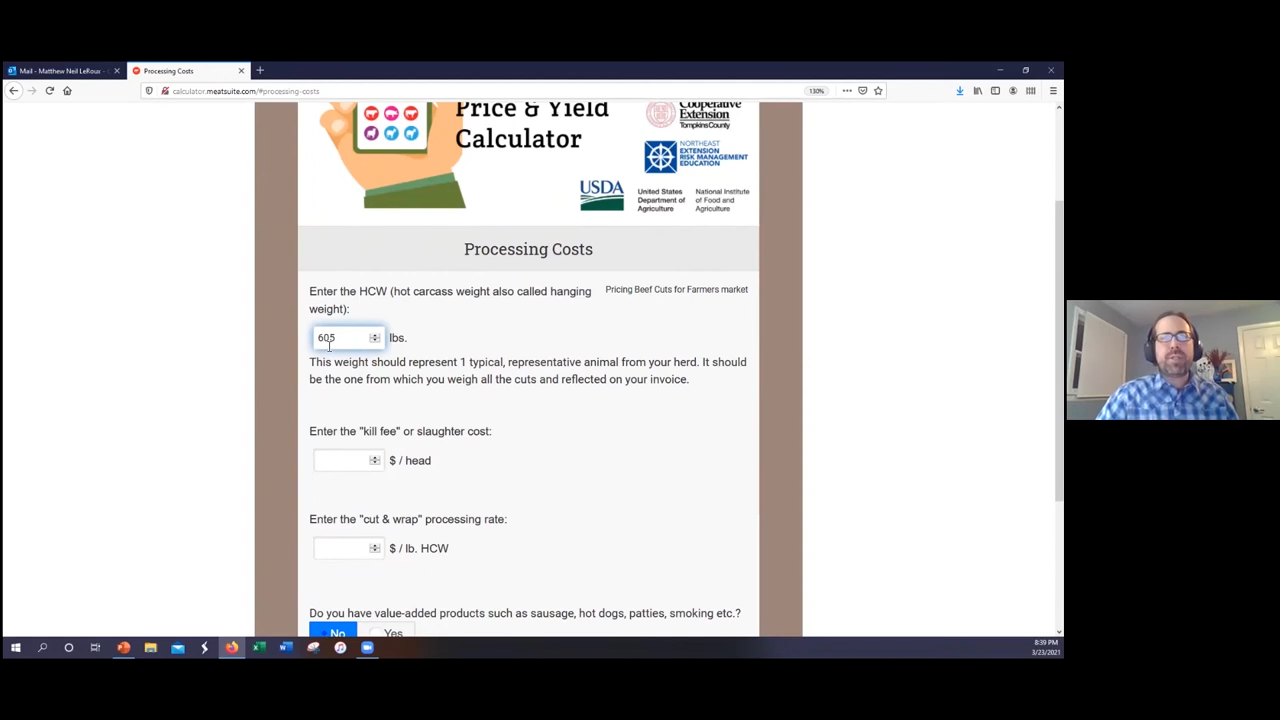 Mail - Matthew Neil LeRoux -
Processing Costs
calculator.meatsuite.com/#processing-costs
130%
Price & Yield
Calculator
Cooperative
Extension
Tompkins County
NORTHEAST
EXTENSION
RISK MANAGEMENT
EDUCATION
USDA
United States
Department of
Agriculture
National Institute
of Food and
Agriculture
Processing Costs
Enter the HCW (hot carcass weight also called hanging
weight):
Pricing Beef Cuts for Farmers market
605
lbs.
This weight should represent 1 typical, representative animal from your herd. It should
be the one from which you weigh all the cuts and reflected on your invoice.
Enter the "kill fee" or slaughter cost:
$ / head
Enter the "cut & wrap" processing rate:
$ / lb. HCW
Do you have value-added products such as sausage, hot dogs, patties, smoking etc.?
No
Yes
8:39 PM
3/23/2021